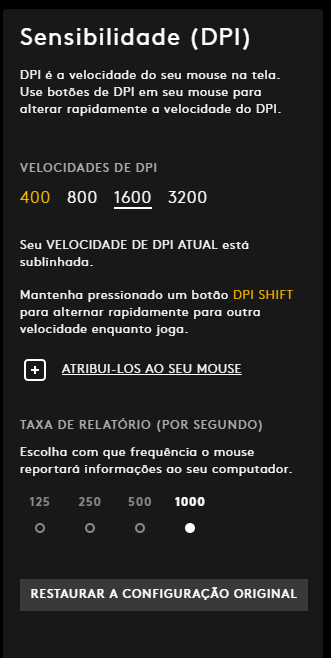 Sensibilidade (DPI)
DPI é a velocidade do seu mouse na tela.
Use botões de DPI em seu mouse para
alterar rapidamente a velocidade do DPI.
VELOCIDADES DE DPI
400 800 1600 3200
Seu VELOCIDADE DE DPI ATUAL está
sublinhada.
Mantenha pressionado um botão DPI SHIFT
para alternar rapidamente para outra
velocidade enquanto joga.
ATRIBUI-LOS AO SEU MOUSE
TAXA DE RELATÓRIO (POR SEGUNDO)
Escolha com que frequência o mouse
reportará informações ao seu computador.
125 250 500 1000
RESTAURAR A CONFIGURAÇÃO ORIGINAL